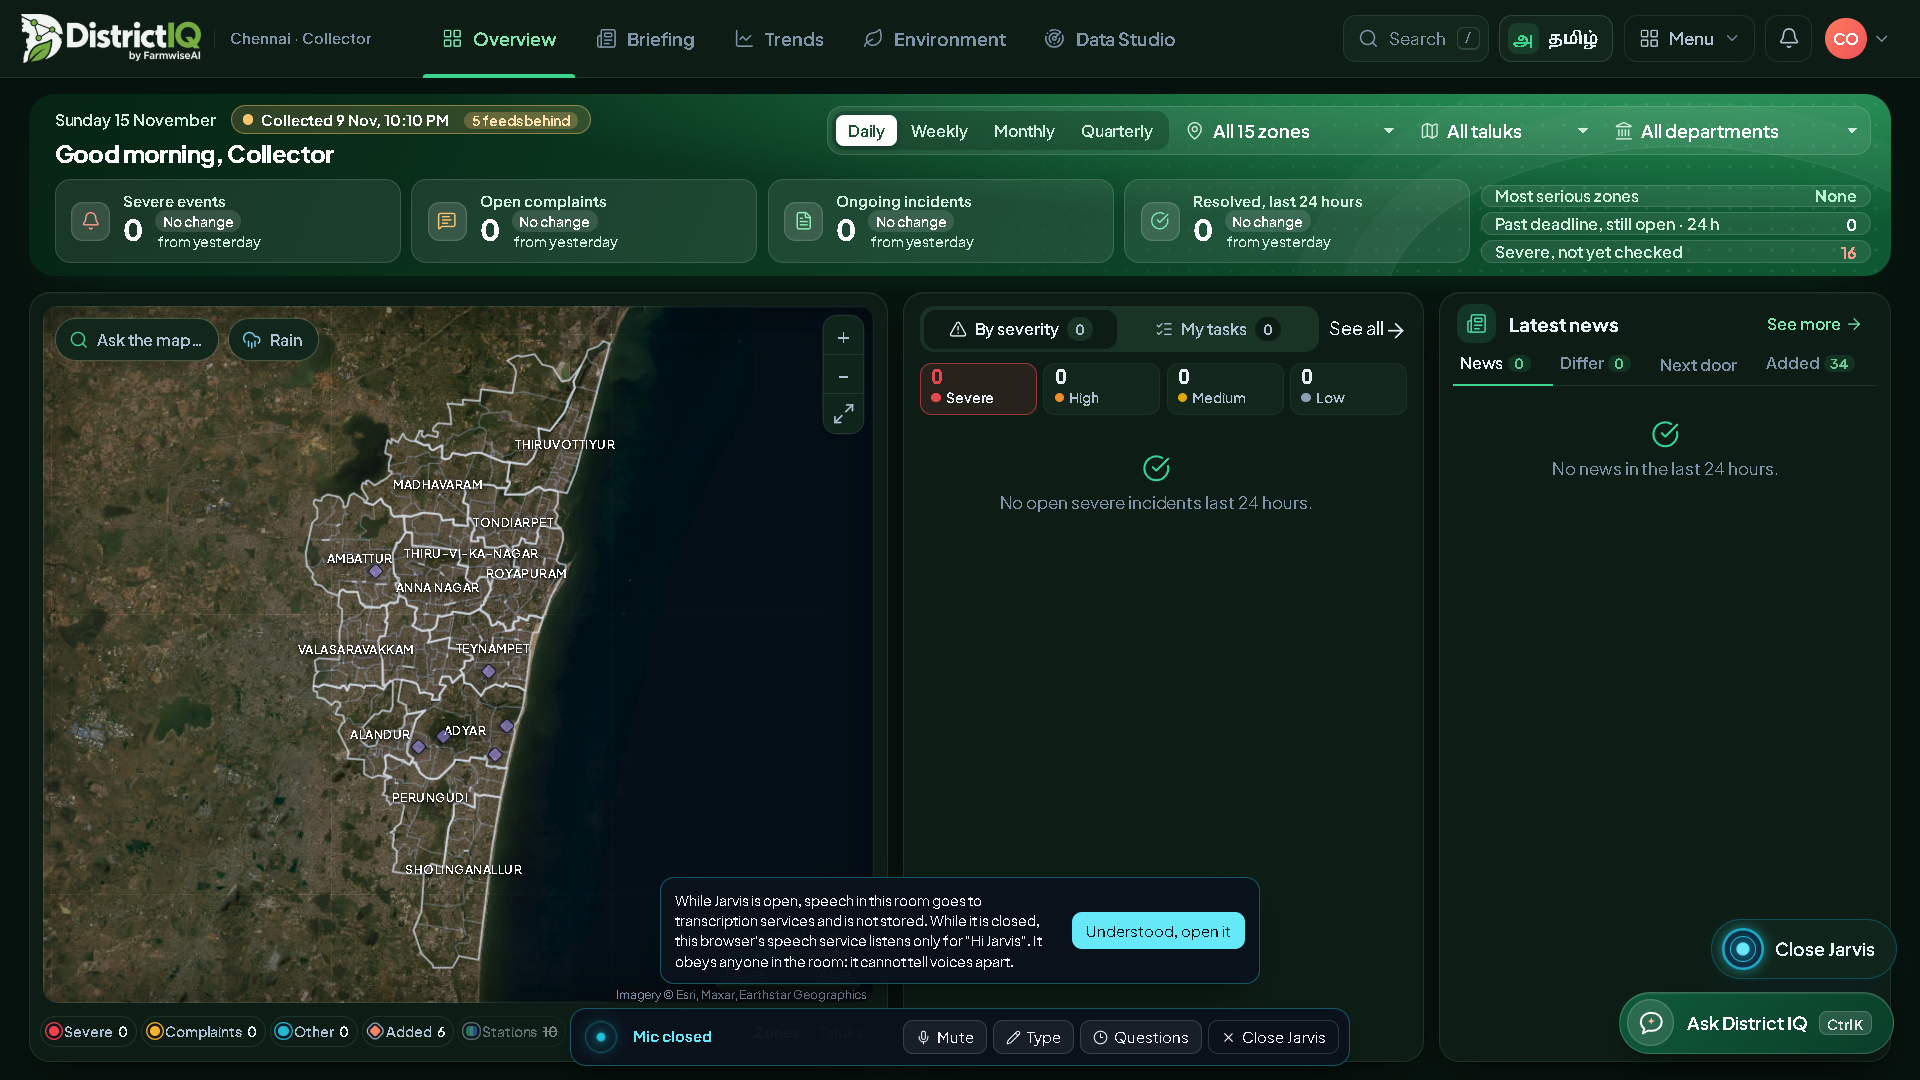 DistrictIQ
by FarmwiseAI
Chennai · Collector
Overview
Briefing
Trends
Environment
Data Studio
Search /
அ தமிழ்
Menu
CO
Sunday 15 November
Collected 9 Nov, 10:10 PM 5 feeds behind
Good morning, Collector
Daily Weekly Monthly Quarterly
All 15 zones
All taluks
All departments
Severe events
0 No change
from yesterday
Open complaints
0 No change
from yesterday
Ongoing incidents
0 No change
from yesterday
Resolved, last 24 hours
0 No change
from yesterday
Most serious zones None
Past deadline, still open · 24 h 0
Severe, not yet checked 16
Ask the map...
Rain
+
−
THIRUVOTTIYUR
MADHAVARAM
TONDIARPET
AMBATTUR
THIRU-VI-KA-NAGAR
ROYAPURAM
ANNA NAGAR
VALASARAVAKKAM
TEYNAMPET
ALANDUR
ADYAR
PERUNGUDI
SHOLINGANALLUR
Imagery © Esri, Maxar, Earthstar Geographics
Severe 0
Complaints 0
Other 0
Added 6
Stations 10
By severity 0
My tasks 0
See all
0
Severe
0
High
0
Medium
0
Low
No open severe incidents last 24 hours.
Latest news
See more
News 0
Differ 0
Next door
Added 34
No news in the last 24 hours.
While Jarvis is open, speech in this room goes to
transcription services and is not stored. While it is closed,
this browser's speech service listens only for "Hi Jarvis". It
obeys anyone in the room: it cannot tell voices apart.
Understood, open it
Mic closed
Mute
Type
Questions
Close Jarvis
Close Jarvis
Ask District IQ Ctrl K